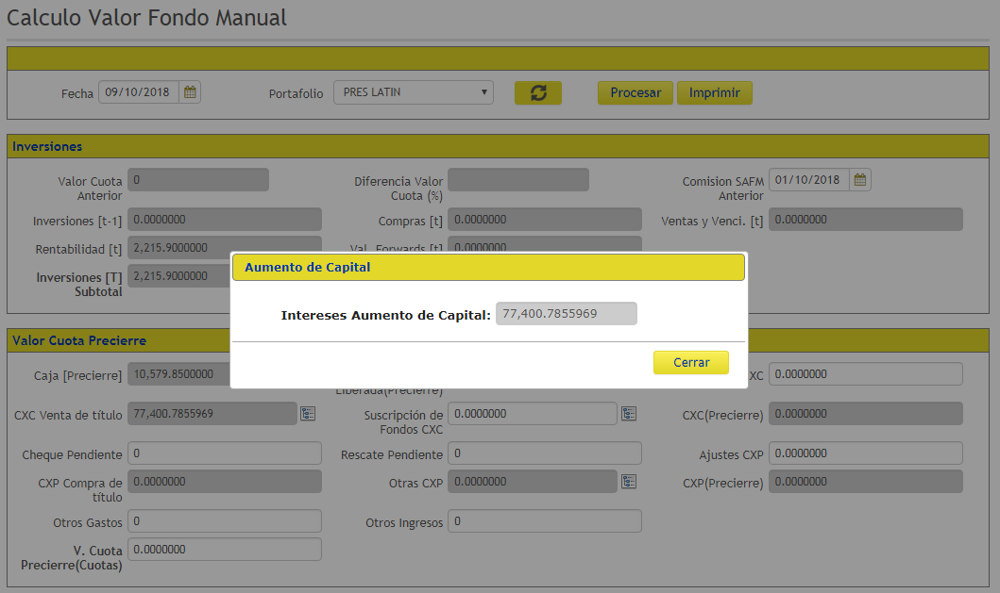 Calculo Valor Fondo Manual
Fecha 09/10/2018 Portafolio PRES LATIN Procesar Imprimir
Inversiones
Valor Cuota Anterior 0 Diferencia Valor Cuota (%) Comision SAFM Anterior 01/10/2018
Inversiones [t-1] 0.0000000 Compras [t] 0.0000000 Ventas y Venci. [t] 0.0000000
Rentabilidad [t] 2,215.9000000 Val. Forwards [t] 0.0000000
Inversiones [T] Subtotal 2,215.9000000
Aumento de Capital
Intereses Aumento de Capital: 77,400.7855969
Cerrar
Valor Cuota Precierre
Caja [Precierre] 10,579.8500000 Liberada(Precierre) XC 0.0000000
CXC Venta de título 77,400.7855969 Suscripción de Fondos CXC 0.0000000 CXC(Precierre) 0.0000000
Cheque Pendiente 0 Rescate Pendiente 0 Ajustes CXP 0.0000000
CXP Compra de título 0.0000000 Otras CXP 0.0000000 CXP(Precierre) 0.0000000
Otros Gastos 0 Otros Ingresos 0
V. Cuota Precierre(Cuotas) 0.0000000